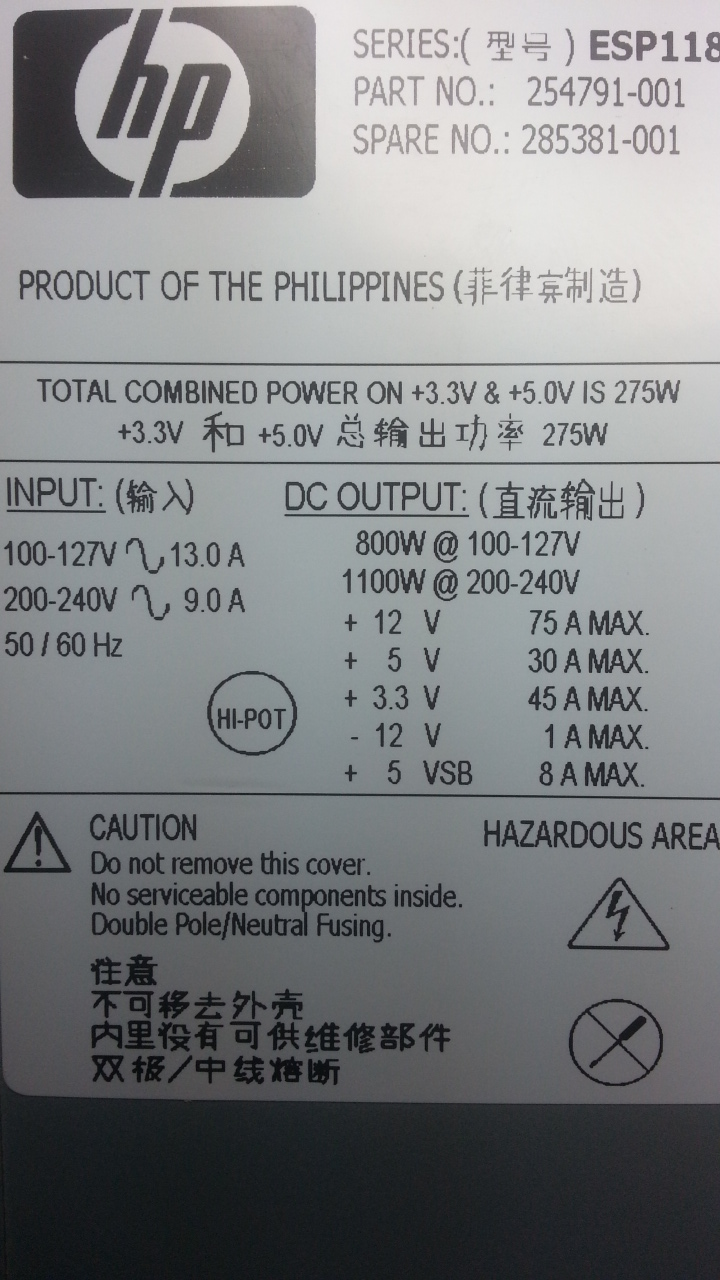 hp
SERIES:( 型号 ) ESP118
PART NO.: 254791-001
SPARE NO.: 285381-001
PRODUCT OF THE PHILIPPINES (菲律宾制造)
TOTAL COMBINED POWER ON +3.3V & +5.0V IS 275W
+3.3V 和 +5.0V 总输出功率 275W
INPUT: (输入)
100-127V ∿ 13.0 A
200-240V ∿ 9.0 A
50 / 60 Hz
HI-POT
DC OUTPUT: (直流输出)
800W @ 100-127V
1100W @ 200-240V
+ 12 V 75 A MAX.
+ 5 V 30 A MAX.
+ 3.3 V 45 A MAX.
- 12 V 1 A MAX.
+ 5 VSB 8 A MAX.
CAUTION
Do not remove this cover.
No serviceable components inside.
Double Pole/Neutral Fusing.
HAZARDOUS AREA
注意
不可移去外壳
内里没有可供维修部件
双极/中线熔断